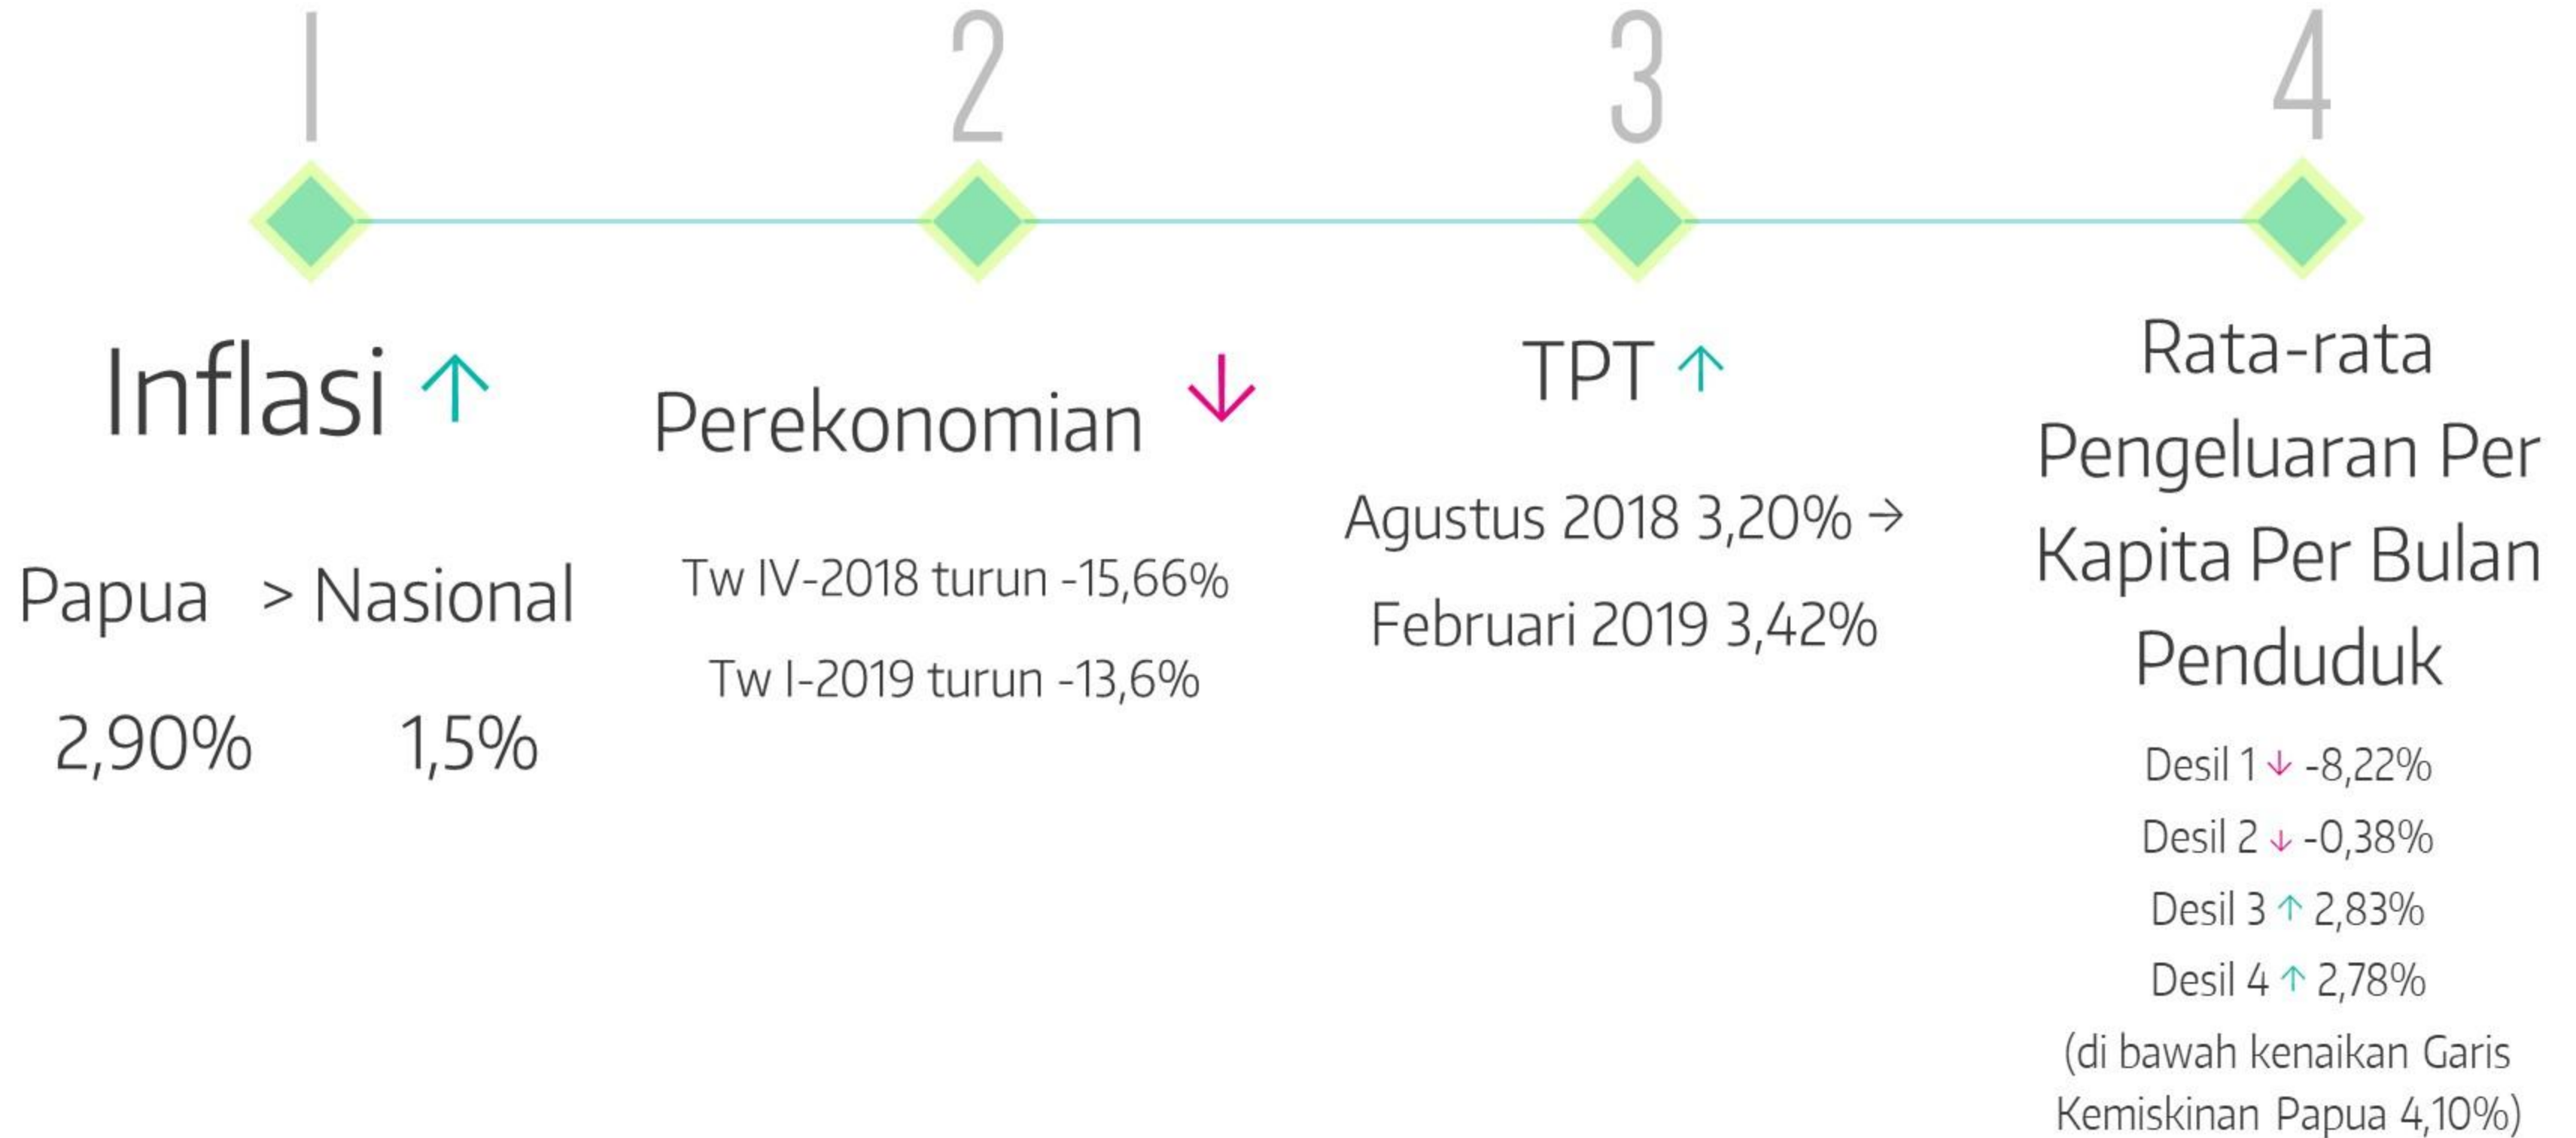 1
Inflasi ↑
Papua > Nasional
2,90% 1,5%
2
Perekonomian ↓
Tw IV-2018 turun -15,66%
Tw I-2019 turun -13,6%
3
TPT ↑
Agustus 2018 3,20% →
Februari 2019 3,42%
4
Rata-rata
Pengeluaran Per
Kapita Per Bulan
Penduduk
Desil 1 ↓ -8,22%
Desil 2 ↓ -0,38%
Desil 3 ↑ 2,83%
Desil 4 ↑ 2,78%
(di bawah kenaikan Garis
Kemiskinan Papua 4,10%)